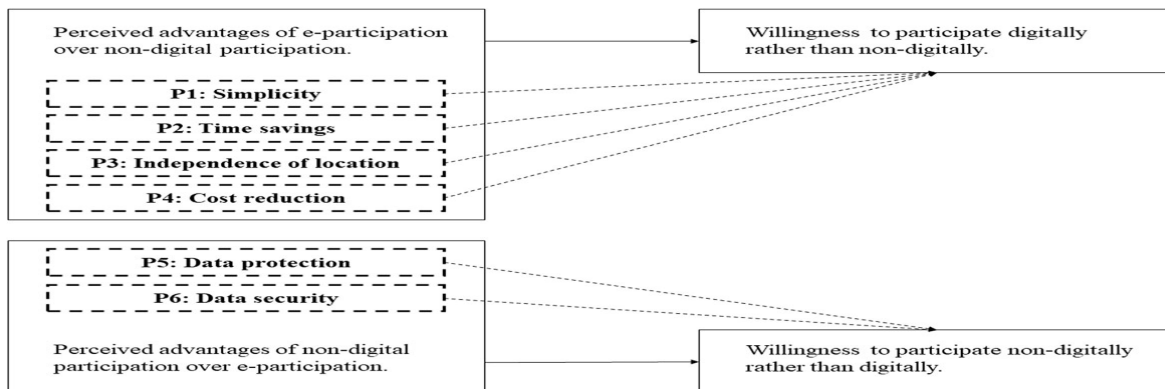 Perceived advantages of e-participation
over non-digital participation.
P1: Simplicity
P2: Time savings
P3: Independence of location
P4: Cost reduction
Willingness to participate digitally
rather than non-digitally.
P5: Data protection
P6: Data security
Perceived advantages of non-digital
participation over e-participation.
Willingness to participate non-digitally
rather than digitally.